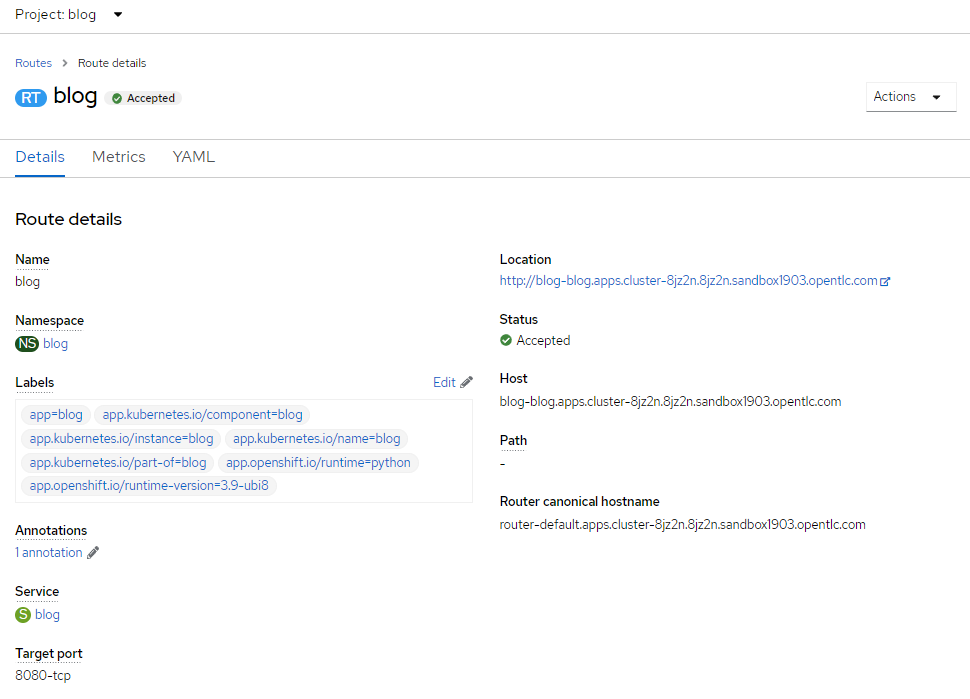 Project: blog
Routes > Route details
RT blog Accepted
Actions
Details Metrics YAML
Route details
Name
blog
Namespace
NS blog
Labels
Edit
app=blog app.kubernetes.io/component=blog
app.kubernetes.io/instance=blog app.kubernetes.io/name=blog
app.kubernetes.io/part-of=blog app.openshift.io/runtime=python
app.openshift.io/runtime-version=3.9-ubi8
Annotations
1 annotation
Service
S blog
Target port
8080-tcp
Location
http://blog-blog.apps.cluster-8jz2n.8jz2n.sandbox1903.opentlc.com
Status
Accepted
Host
blog-blog.apps.cluster-8jz2n.8jz2n.sandbox1903.opentlc.com
Path
-
Router canonical hostname
router-default.apps.cluster-8jz2n.8jz2n.sandbox1903.opentlc.com